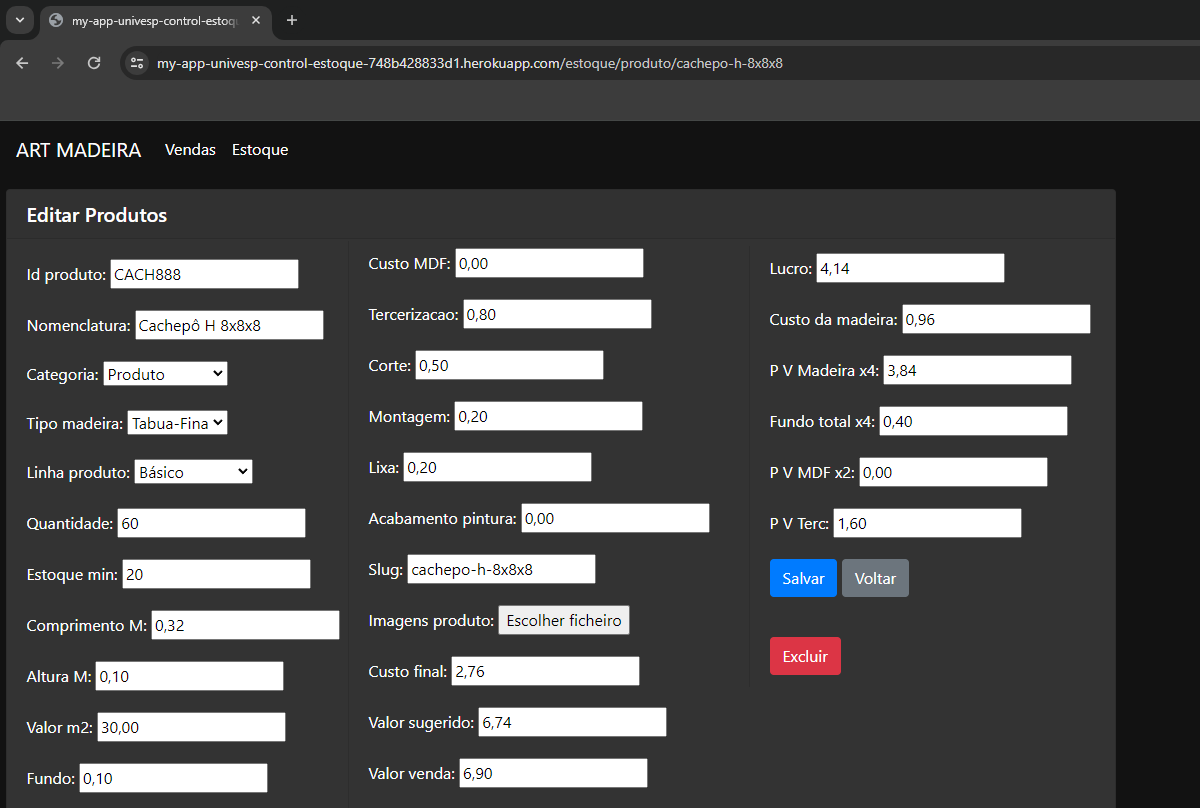 my-app-univesp-control-estoqu
my-app-univesp-control-estoque-748b428833d1.herokuapp.com/estoque/produto/cachepo-h-8x8x8
ART MADEIRA Vendas Estoque
Editar Produtos
Id produto: CACH888
Nomenclatura: Cachepô H 8x8x8
Categoria: Produto
Tipo madeira: Tabua-Fina
Linha produto: Básico
Quantidade: 60
Estoque min: 20
Comprimento M: 0,32
Altura M: 0,10
Valor m2: 30,00
Fundo: 0,10
Custo MDF: 0,00
Tercerizacao: 0,80
Corte: 0,50
Montagem: 0,20
Lixa: 0,20
Acabamento pintura: 0,00
Slug: cachepo-h-8x8x8
Imagens produto: Escolher ficheiro
Custo final: 2,76
Valor sugerido: 6,74
Valor venda: 6,90
Lucro: 4,14
Custo da madeira: 0,96
P V Madeira x4: 3,84
Fundo total x4: 0,40
P V MDF x2: 0,00
P V Terc: 1,60
Salvar Voltar
Excluir